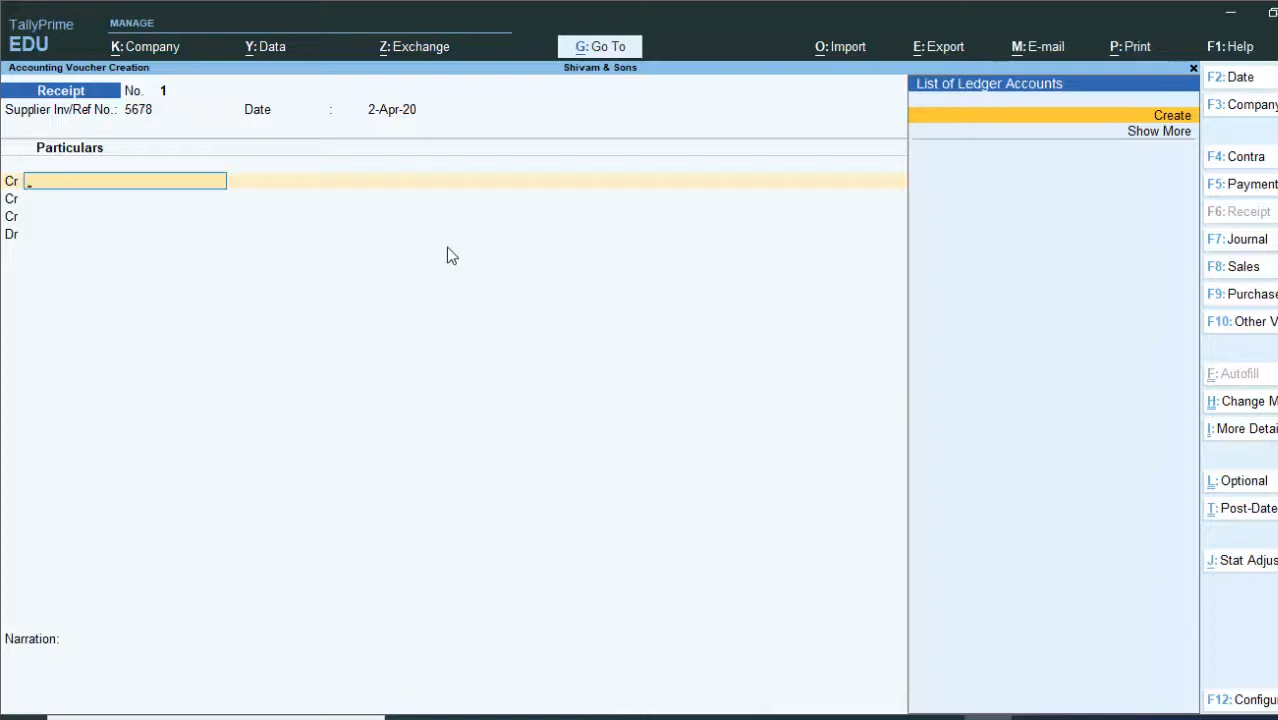 TallyPrime
EDU
MANAGE
K: Company
Y: Data
Z: Exchange
G: Go To
O: Import
E: Export
M: E-mail
P: Print
F1: Help
Accounting Voucher Creation
Shivam & Sons
Receipt No. 1
Supplier Inv/Ref No.: 5678 Date : 2-Apr-20
Particulars
Cr
Cr
Cr
Dr
Narration:
List of Ledger Accounts
Create
Show More
F2: Date
F3: Company
F4: Contra
F5: Payment
F6: Receipt
F7: Journal
F8: Sales
F9: Purchase
F10: Other V
F: Autofill
H: Change M
I: More Detai
L: Optional
T: Post-Date
J: Stat Adjus
F12: Configu